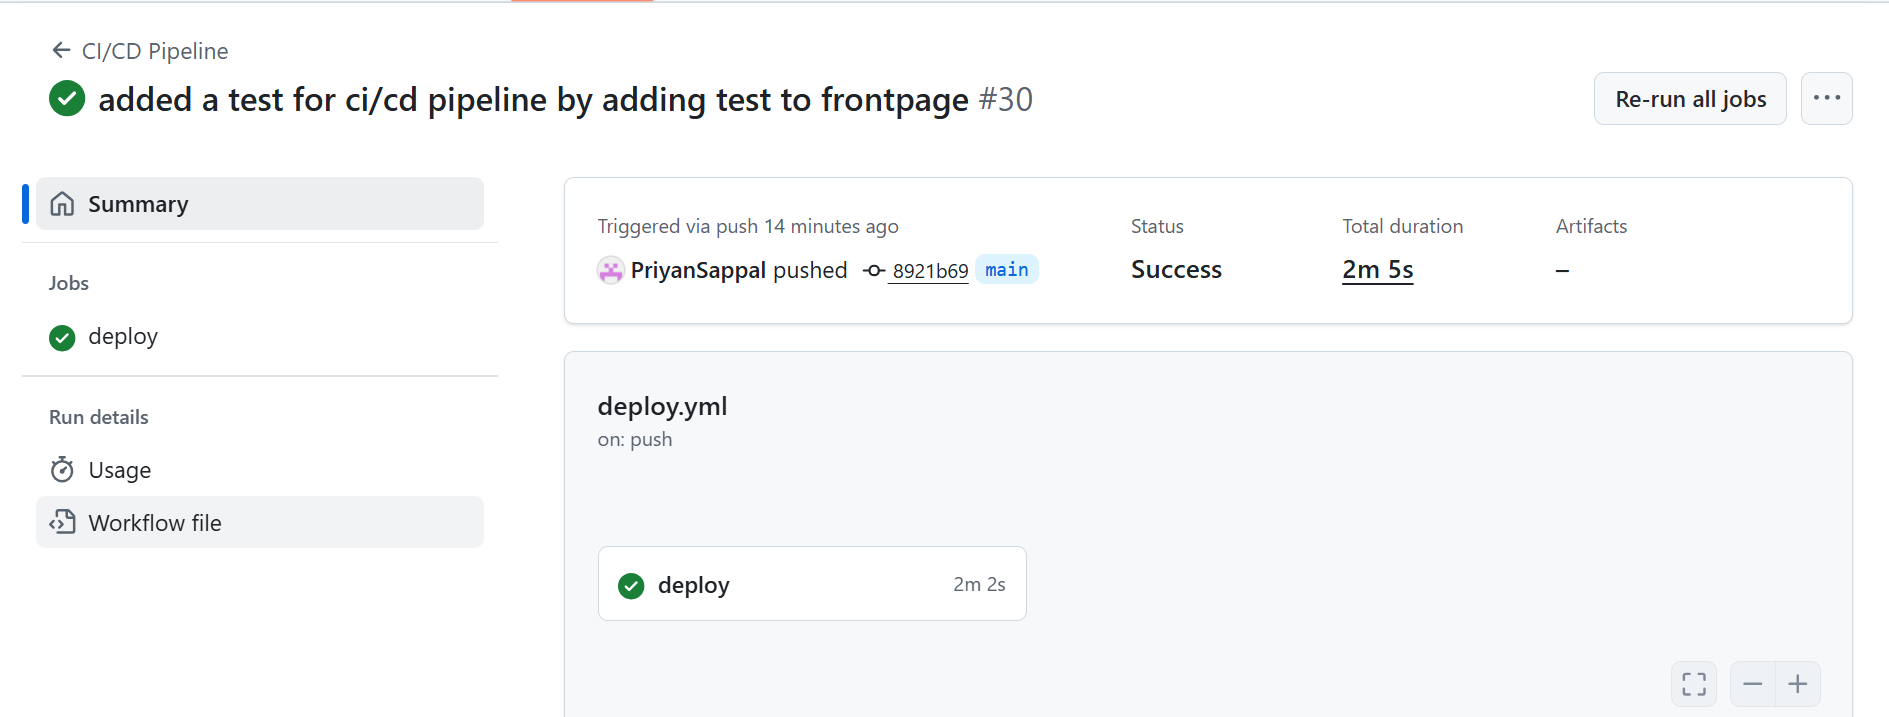 CI/CD Pipeline
added a test for ci/cd pipeline by adding test to frontpage #30
Re-run all jobs
Summary
Jobs
deploy
Run details
Usage
Workflow file
Triggered via push 14 minutes ago
PriyanSappal pushed 8921b69 main
Status
Success
Total duration
2m 5s
Artifacts
–
deploy.yml
on: push
deploy 2m 2s